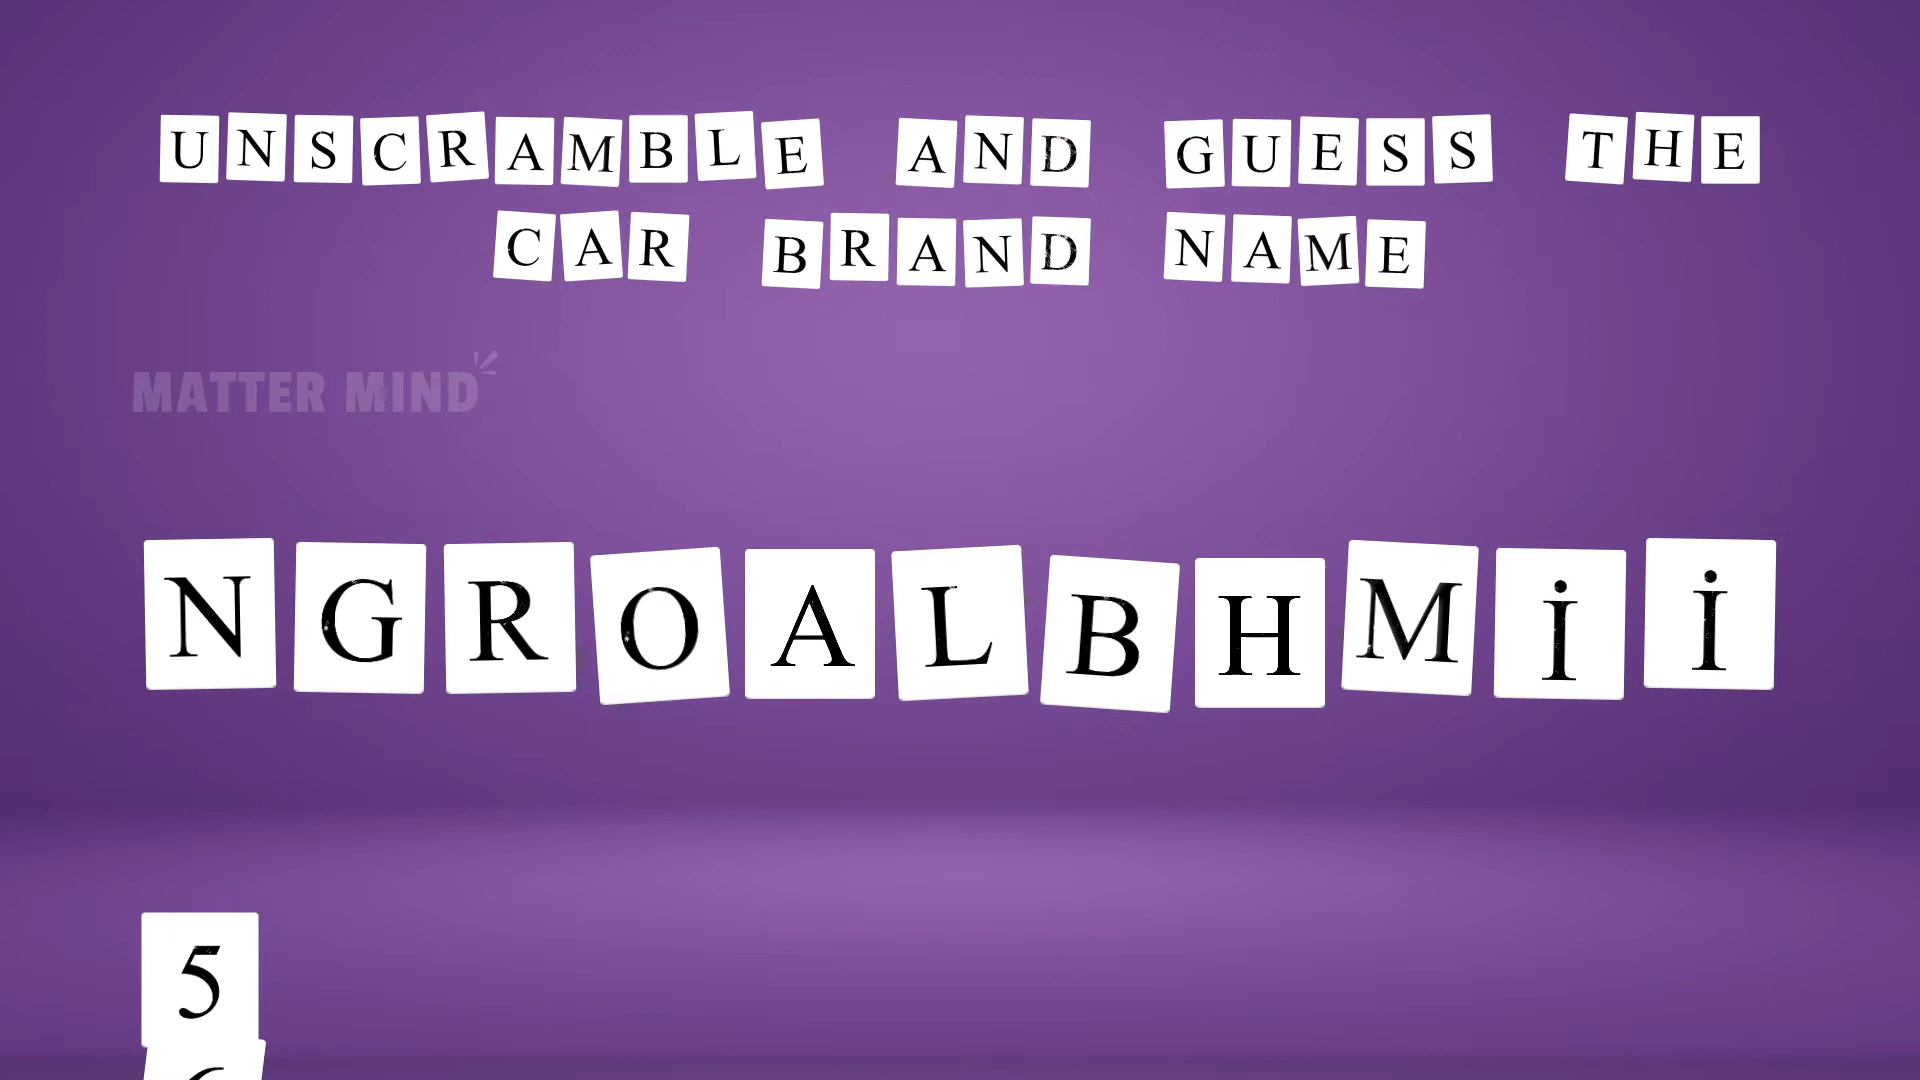 UNSCRAMBLE AND GUESS THE
CAR BRAND NAME
MATTER MIND
NGROALBHMİİ
5